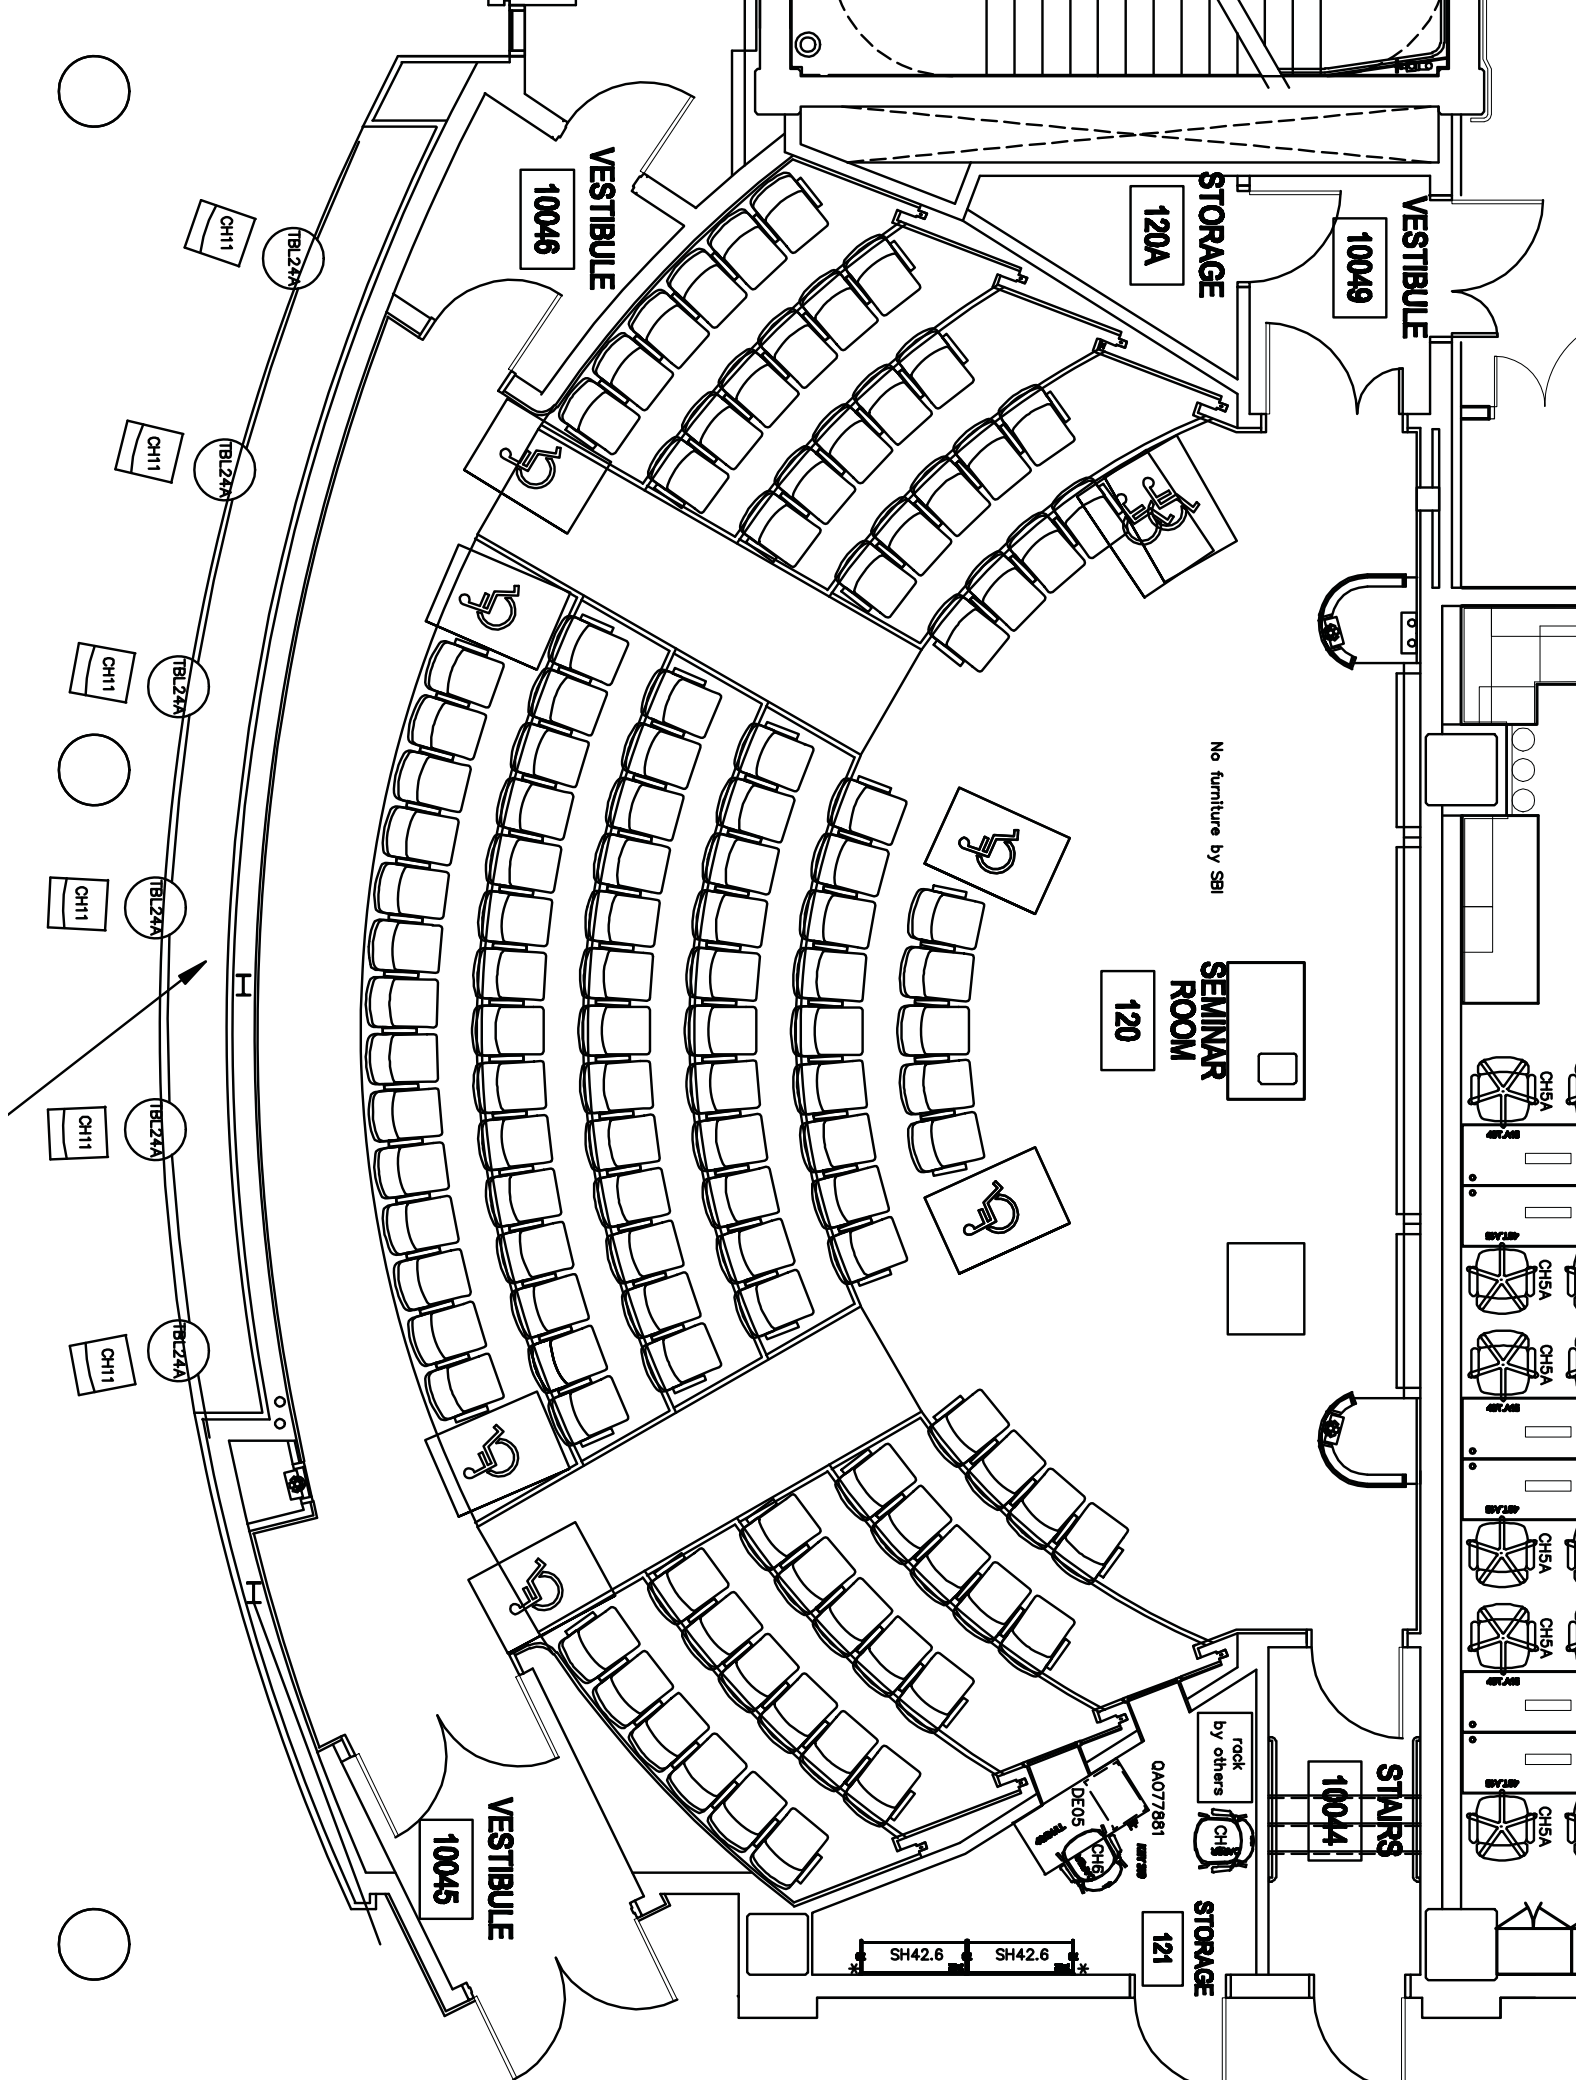 VESTIBULE
10046
STORAGE
120A
VESTIBULE
10049
CH11
TBL24A
CH11
TBL24A
CH11
TBL24A
CH11
TBL24A
CH11
TBL24A
CH11
TBL24A
No furniture by SBI
SEMINAR
ROOM
120
H
H
CH5A
CH5A
CH5A
CH5A
CH5A
CH5A
rack
by others
STAIRS
10044
QA077881
DE05
CH6
VESTIBULE
10045
STORAGE
121
SH42.6
SH42.6